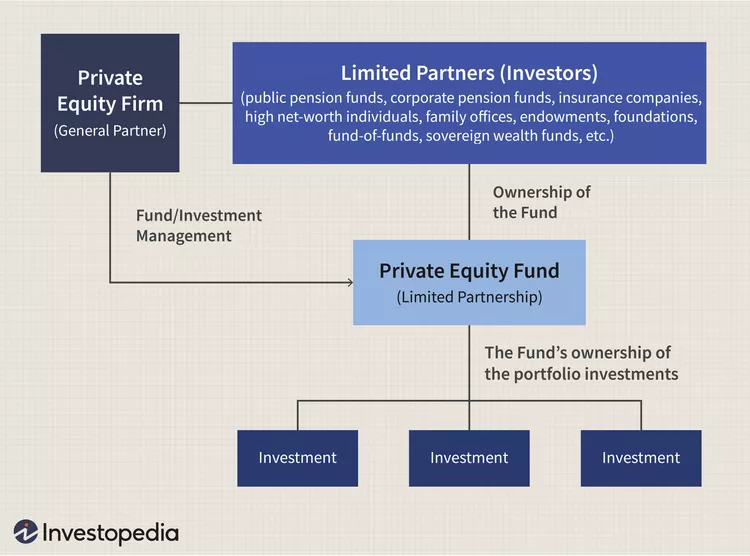 Private
Equity Firm
(General Partner)
Limited Partners (Investors)
(public pension funds, corporate pension funds, insurance companies,
high net-worth individuals, family offices, endowments, foundations,
fund-of-funds, sovereign wealth funds, etc.)
Fund/Investment
Management
Ownership of
the Fund
Private Equity Fund
(Limited Partnership)
The Fund’s ownership of
the portfolio investments
Investment
Investment
Investment
Investopedia